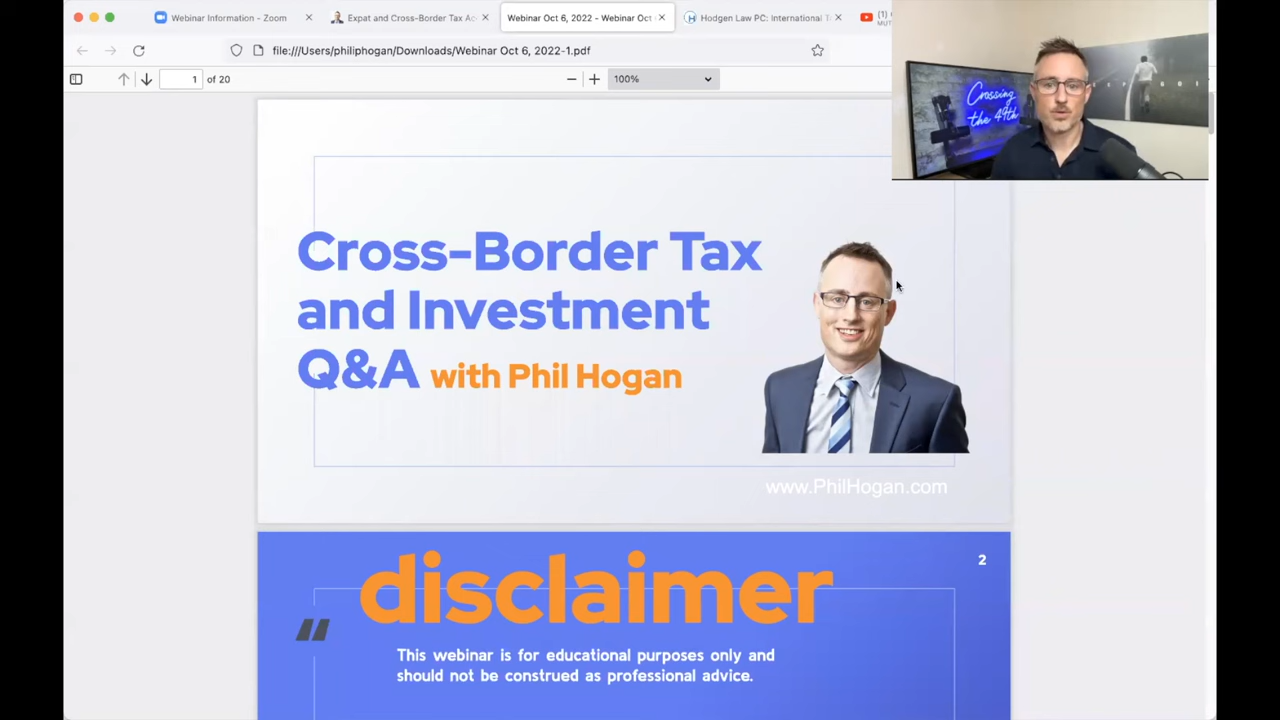 Webinar Information - Zoom
Expat and Cross-Border Tax Ac
Webinar Oct 6, 2022 - Webinar Oct
Hodgen Law PC: International T
(1)
MUT
file:///Users/philiphogan/Downloads/Webinar Oct 6, 2022-1.pdf
1 of 20
100%
Crossing
the 49th
Cross-Border Tax
and Investment
Q&A with Phil Hogan
www.PhilHogan.com
2
disclaimer
"
This webinar is for educational purposes only and
should not be construed as professional advice.